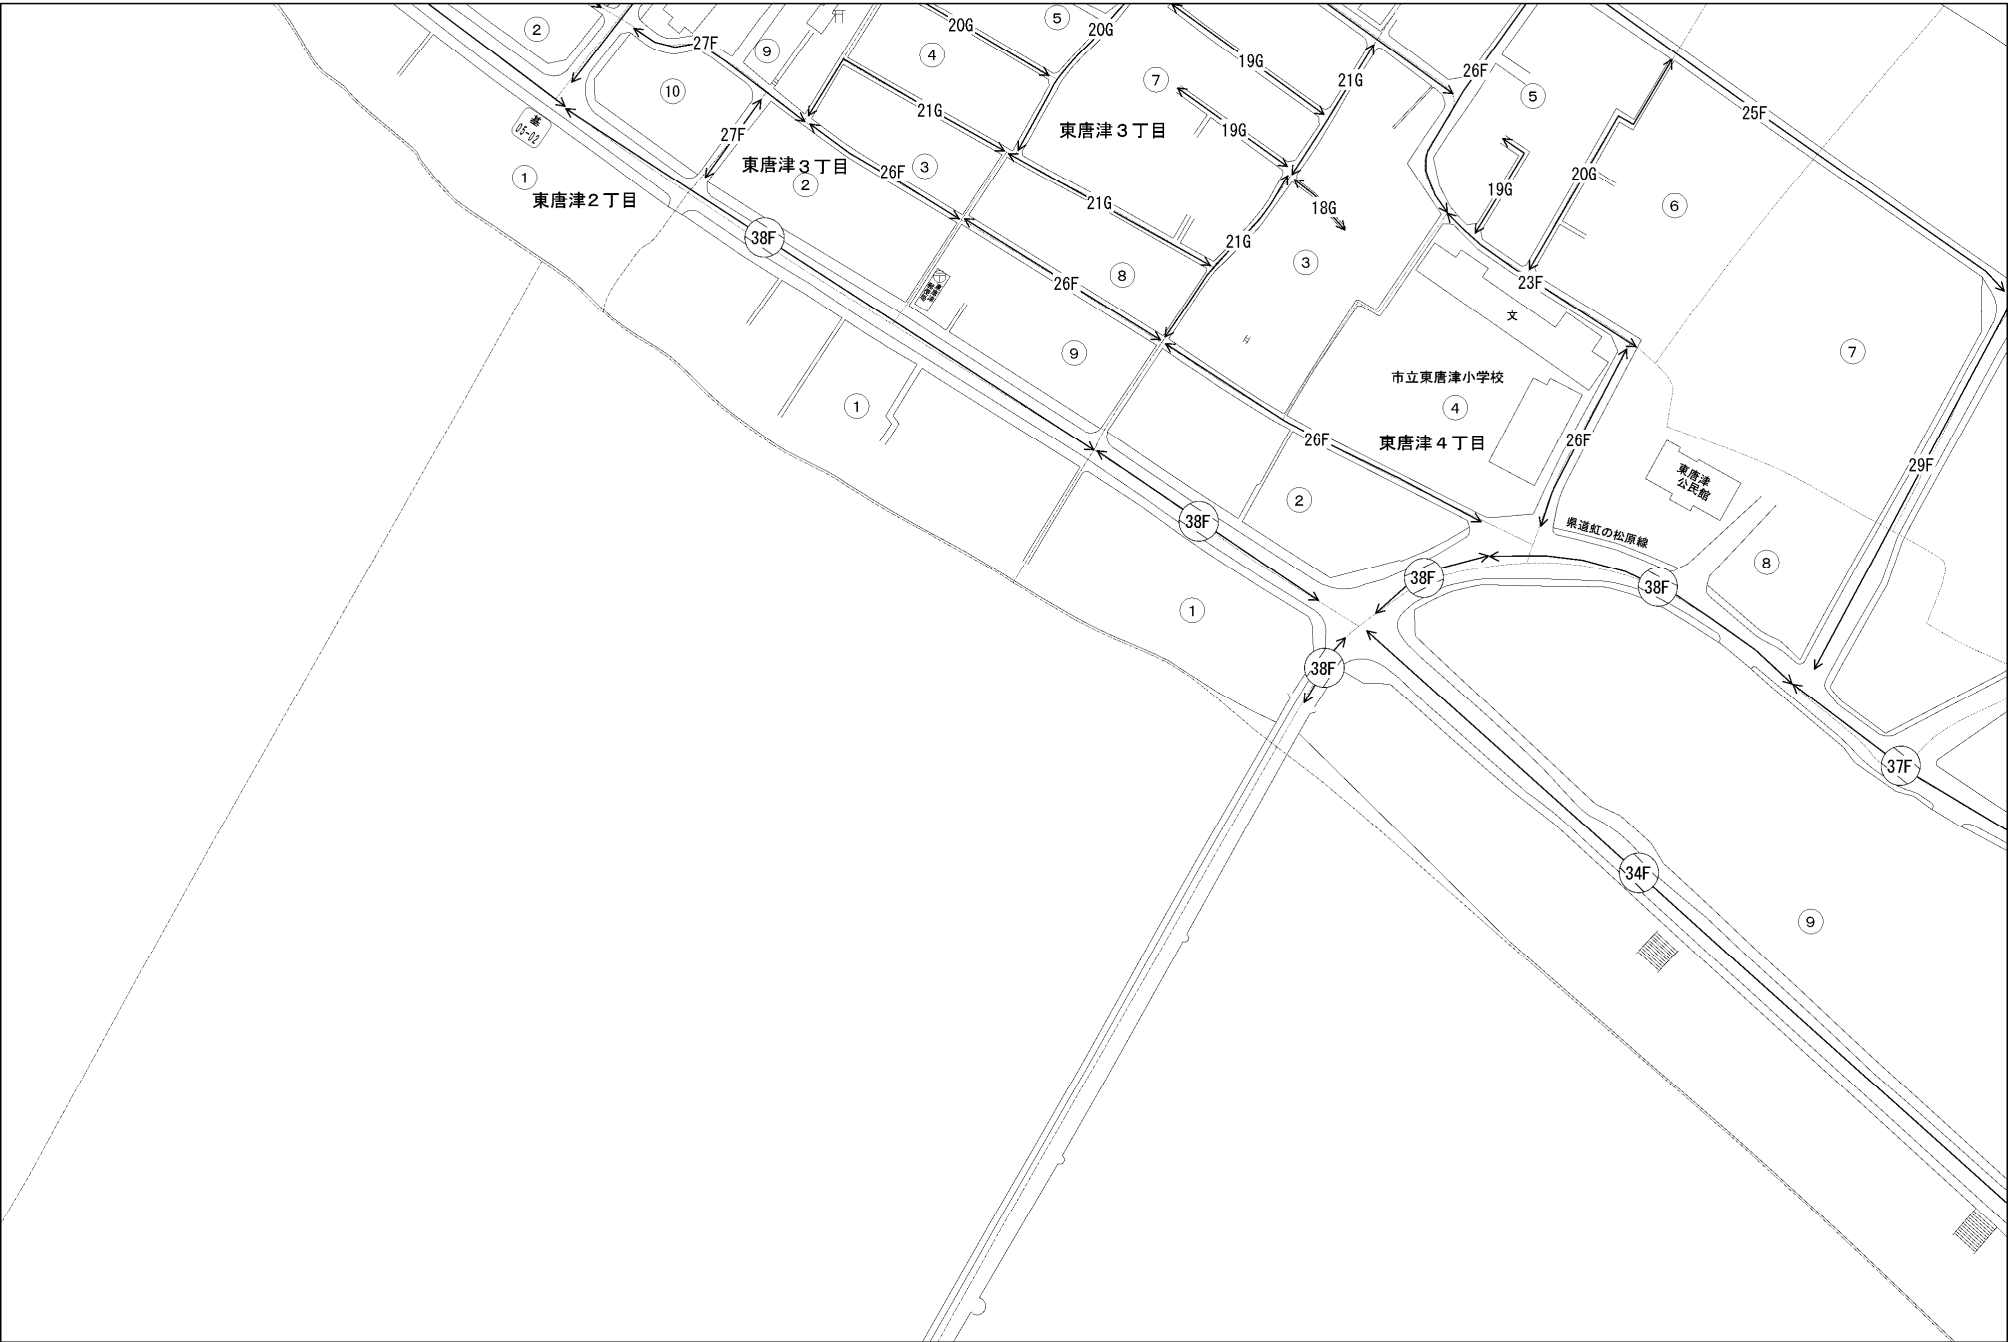 ②
27F
⑨
20G
⑤
20G
④
⑦
19G
21G
26F
⑤
25F
⑩
21G
19G
東唐津3丁目
基
05-02
27F
東唐津3丁目
②
26F
③
①
東唐津2丁目
21G
18G
19G
20G
⑥
38F
21G
③
⑧
26F
23F
文
⑨
⑦
市立東唐津小学校
④
①
26F
東唐津4丁目
26F
29F
東唐津
公民館
②
38F
県道虹の松原線
⑧
38F
38F
①
38F
37F
34F
⑨